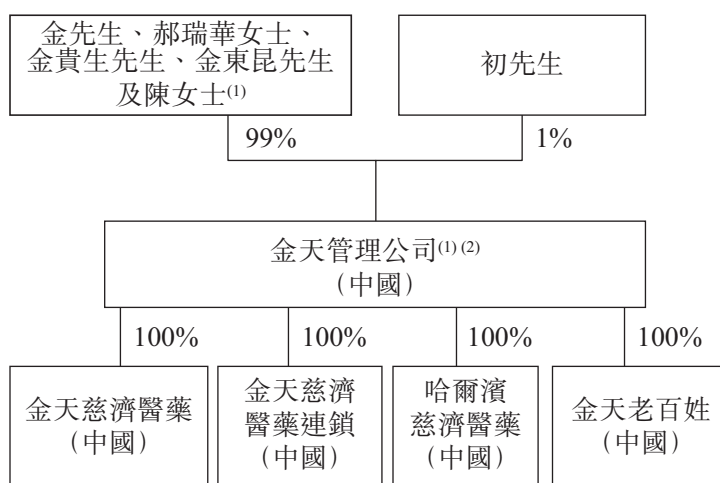 金先生、郝瑞華女士、
金貴生先生、金東昆先生
及陳女士(1)
初先生
99%
1%
金天管理公司(1) (2)
（中國）
100%
100%
100%
100%
金天慈濟醫藥
（中國）
金天慈濟
醫藥連鎖
（中國）
哈爾濱
慈濟醫藥
（中國）
金天老百姓
（中國）